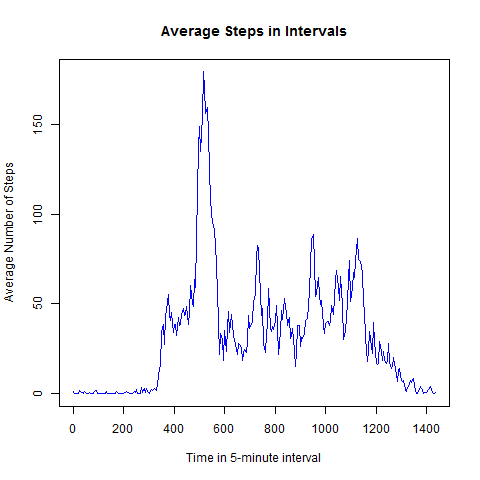 Average Steps in Intervals
Average Number of Steps
150
100
50
0
0 200 400 600 800 1000 1200 1400
Time in 5-minute interval